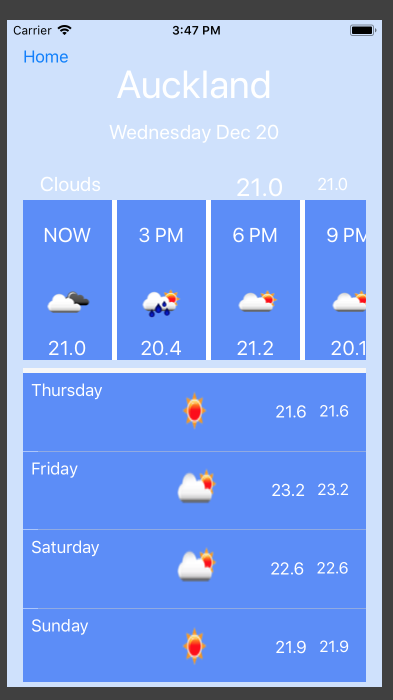 Carrier 3:47 PM
Home
Auckland
Wednesday Dec 20
Clouds 21.0 21.0
NOW 3 PM 6 PM 9 PM
21.0 20.4 21.2 20.1
Thursday 21.6 21.6
Friday 23.2 23.2
Saturday 22.6 22.6
Sunday 21.9 21.9